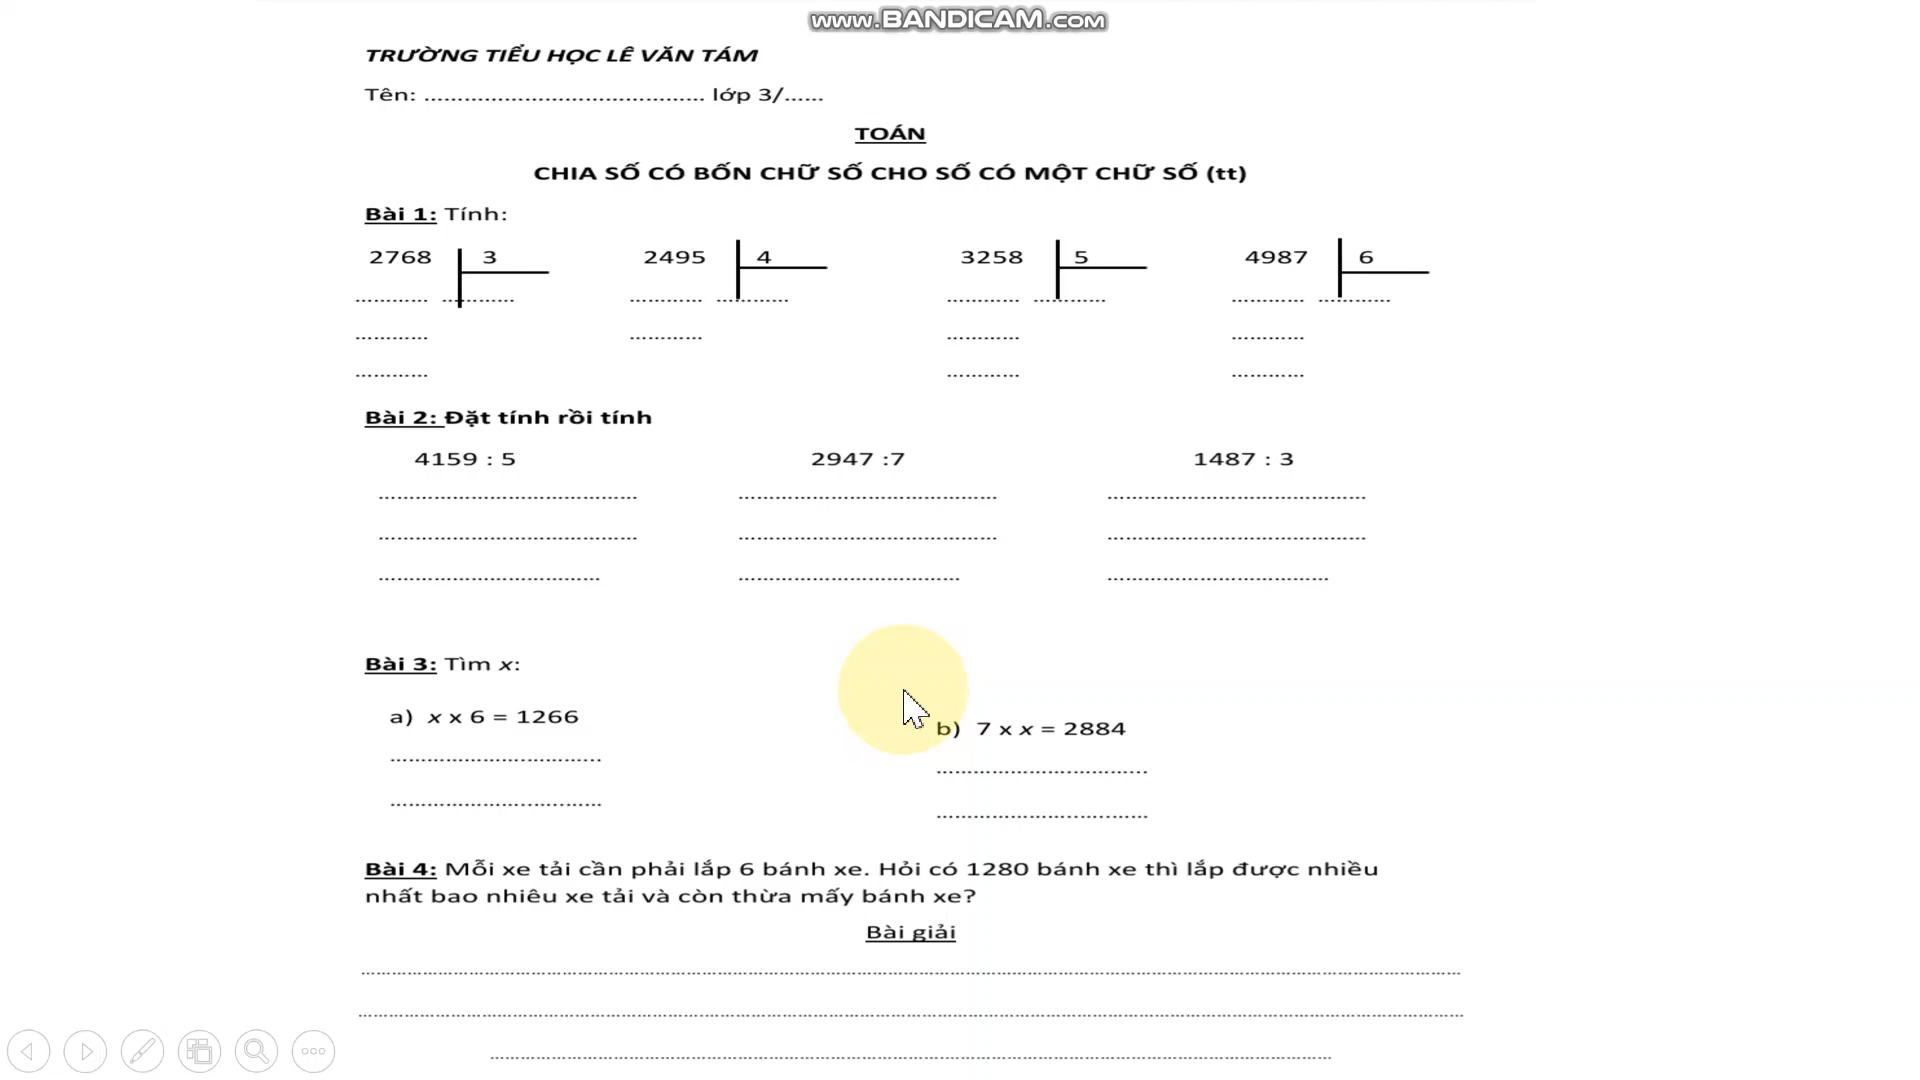 www.BANDICAM.com
TRƯỜNG TIỂU HỌC LÊ VĂN TÁM
Tên: ........................................... lớp 3/......
TOÁN
CHIA SỐ CÓ BỐN CHỮ SỐ CHO SỐ CÓ MỘT CHỮ SỐ (tt)
Bài 1: Tính:
2768 3 2495 4 3258 5 4987 6
............ ............ ............ ............ ............ ............ ............ ............
............ ............ ............ ............
............ ............ ............
Bài 2: Đặt tính rồi tính
4159 : 5 2947 :7 1487 : 3
.......................................... .......................................... ..........................................
.......................................... .......................................... ..........................................
.................................... .................................... ....................................
Bài 3: Tìm x:
a) x x 6 = 1266
b) 7 x x = 2884
.................................. ..................................
.................................. ..................................
Bài 4: Mỗi xe tải cần phải lắp 6 bánh xe. Hỏi có 1280 bánh xe thì lắp được nhiều
nhất bao nhiêu xe tải và còn thừa mấy bánh xe?
Bài giải
....................................................................................................
....................................................................................................
................................................................................